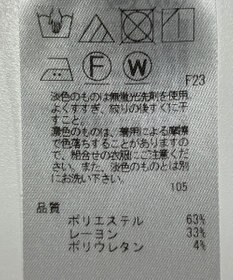 F
W
F23
淡色のものは無蛍光洗剤を使用
よくすすぎ、絞りの後すぐに干
すこと。
濃色のものは、着用による摩擦
で色落ちすることがありますの
で、組合せの衣服にご注意くださ
い。また、淡色のものとは別
にお洗い下さい。
105
品質
ポリエステル 63%
レーヨン 33%
ポリウレタン 4%